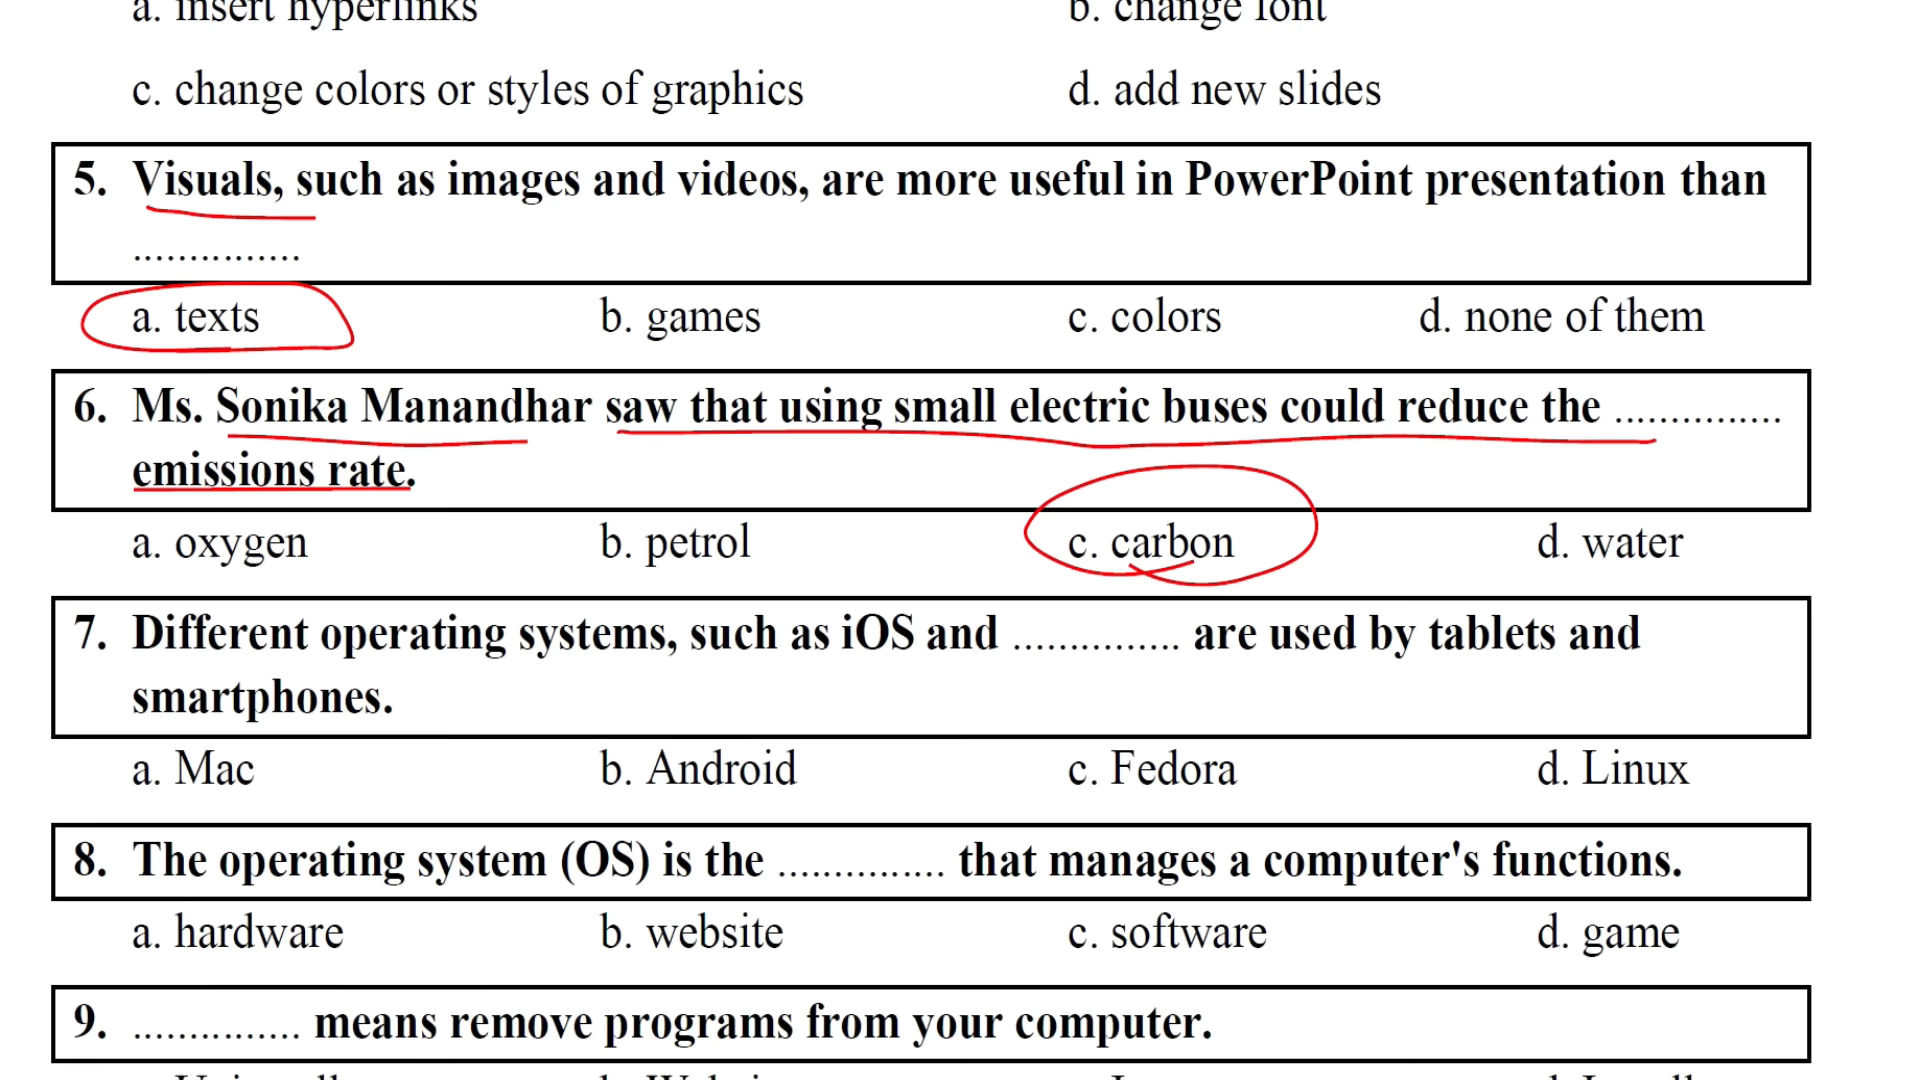 a. insert hyperlinks b. change font
c. change colors or styles of graphics d. add new slides
5. Visuals, such as images and videos, are more useful in PowerPoint presentation than
...............
a. texts b. games c. colors d. none of them
6. Ms. Sonika Manandhar saw that using small electric buses could reduce the ...............
emissions rate.
a. oxygen b. petrol c. carbon d. water
7. Different operating systems, such as iOS and ............... are used by tablets and
smartphones.
a. Mac b. Android c. Fedora d. Linux
8. The operating system (OS) is the ............... that manages a computer's functions.
a. hardware b. website c. software d. game
9. ............... means remove programs from your computer.